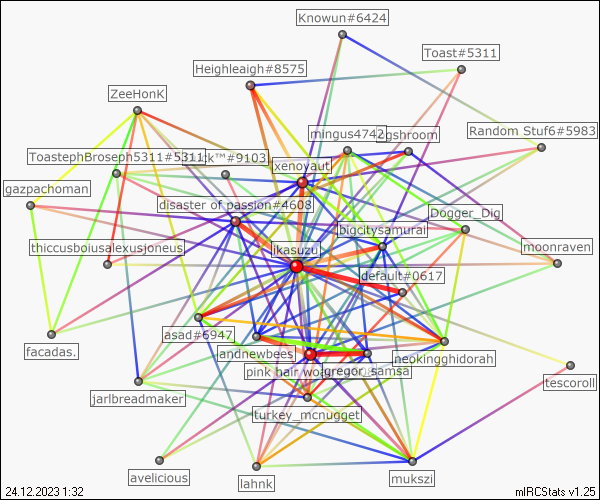 Knowun#6424
Toast#5311
Heighleaigh#8575
ZeeHonK
mingus4742
gshroom
Random Stuf6#5983
ToastephBroseph5311#5311
k™#9103
xenoyaut
gazpachoman
disaster of passion#4608
Dogger_Dig
bigcitysamurai
thiccusboiusalexusjoneus
ikasuzu
moonraven
default#0617
asad#6947
facadas.
landnewbees
neokingghidorah
pink hair wo
gregor_samsa
tescoroll
jarlbreadmaker
turkey_mcnugget
avelicious
lahnk
mukszi
24.12.2023 1:32
mIRCStats v1.25